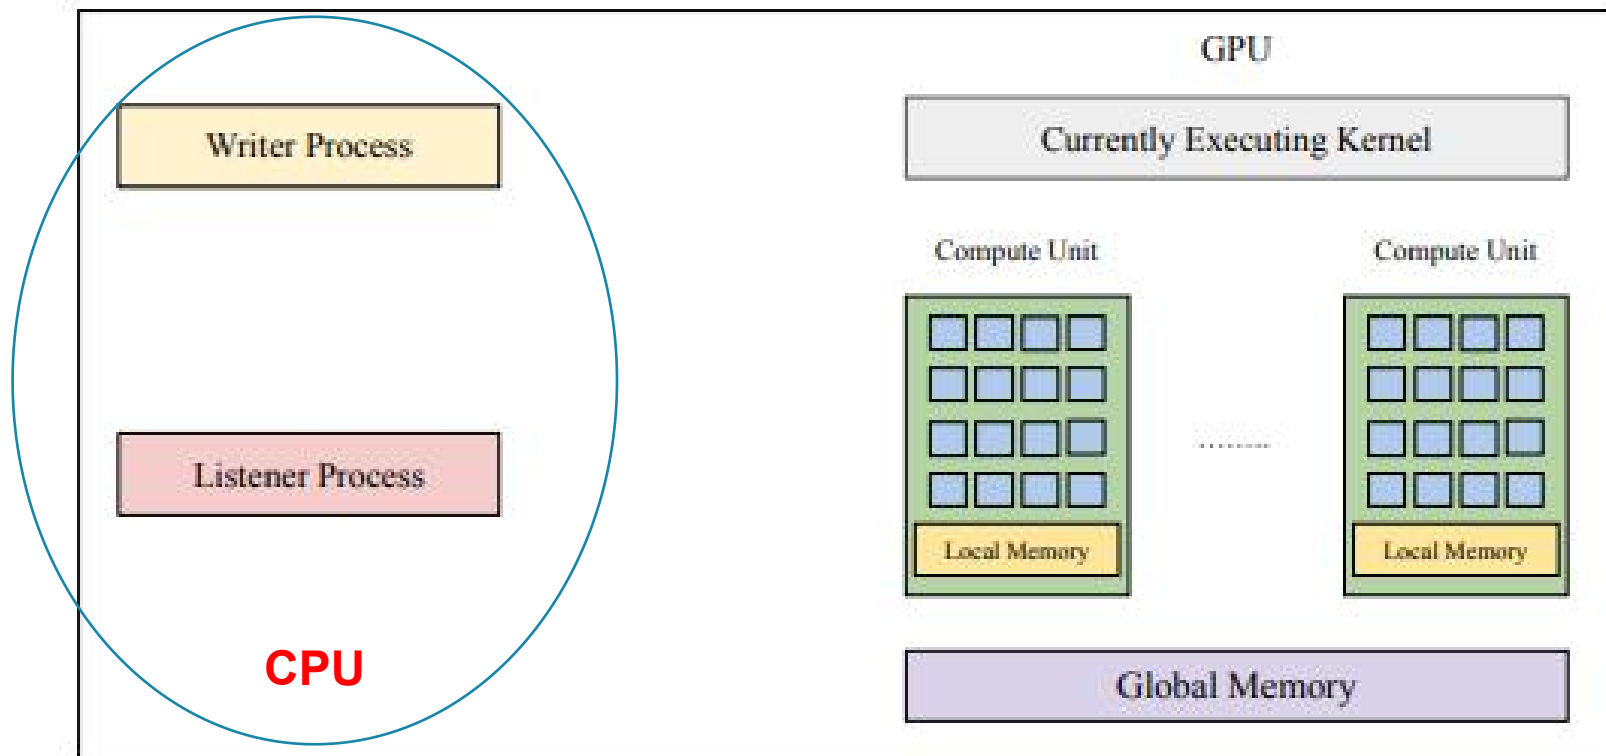 GPU
Writer Process
Currently Executing Kernel
Compute Unit
Compute Unit
Listener Process
.........
Local Memory
Local Memory
CPU
Global Memory